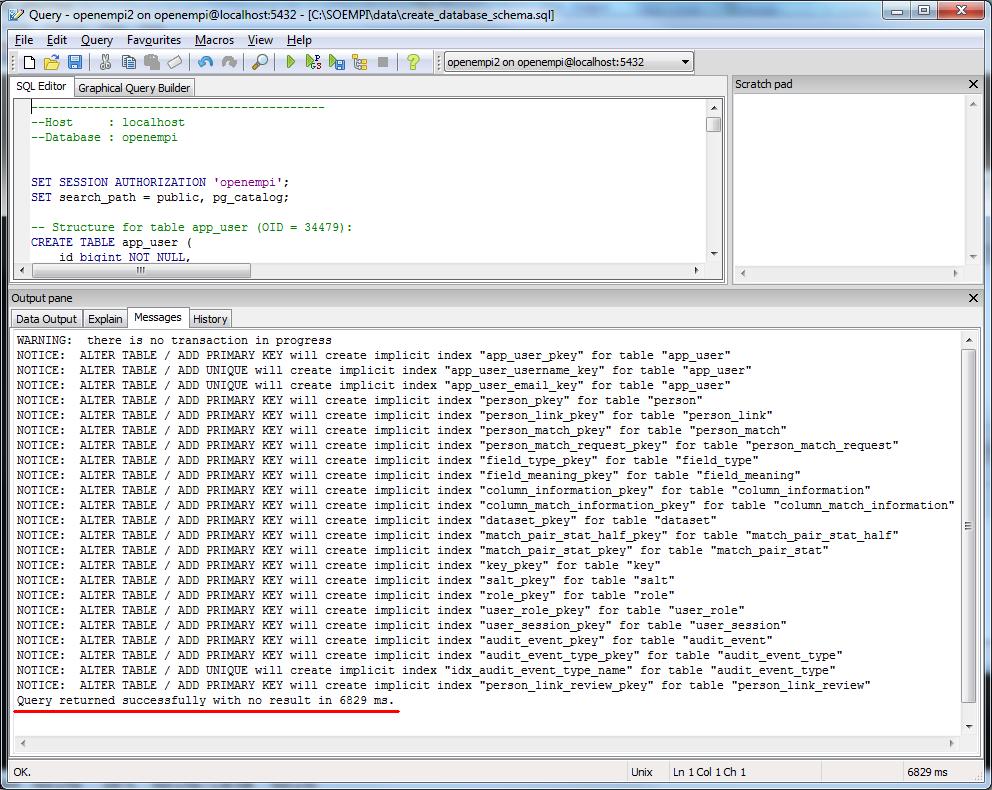 Query - openempi2 on openempi@localhost:5432 - [C:\SOEMPI\data\create_database_schema.sql]
File Edit Query Favourites Macros View Help
openempi2 on openempi@localhost:5432
SQL Editor Graphical Query Builder
Scratch pad
------------------------------------------
--Host     : localhost
--Database : openempi
SET SESSION AUTHORIZATION 'openempi';
SET search_path = public, pg_catalog;
-- Structure for table app_user (OID = 34479):
CREATE TABLE app_user (
    id bigint NOT NULL,
Output pane
Data Output Explain Messages History
WARNING:  there is no transaction in progress
NOTICE:  ALTER TABLE / ADD PRIMARY KEY will create implicit index "app_user_pkey" for table "app_user"
NOTICE:  ALTER TABLE / ADD UNIQUE will create implicit index "app_user_username_key" for table "app_user"
NOTICE:  ALTER TABLE / ADD UNIQUE will create implicit index "app_user_email_key" for table "app_user"
NOTICE:  ALTER TABLE / ADD PRIMARY KEY will create implicit index "person_pkey" for table "person"
NOTICE:  ALTER TABLE / ADD PRIMARY KEY will create implicit index "person_link_pkey" for table "person_link"
NOTICE:  ALTER TABLE / ADD PRIMARY KEY will create implicit index "person_match_pkey" for table "person_match"
NOTICE:  ALTER TABLE / ADD PRIMARY KEY will create implicit index "person_match_request_pkey" for table "person_match_request"
NOTICE:  ALTER TABLE / ADD PRIMARY KEY will create implicit index "field_type_pkey" for table "field_type"
NOTICE:  ALTER TABLE / ADD PRIMARY KEY will create implicit index "field_meaning_pkey" for table "field_meaning"
NOTICE:  ALTER TABLE / ADD PRIMARY KEY will create implicit index "column_information_pkey" for table "column_information"
NOTICE:  ALTER TABLE / ADD PRIMARY KEY will create implicit index "column_match_information_pkey" for table "column_match_information"
NOTICE:  ALTER TABLE / ADD PRIMARY KEY will create implicit index "dataset_pkey" for table "dataset"
NOTICE:  ALTER TABLE / ADD PRIMARY KEY will create implicit index "match_pair_stat_half_pkey" for table "match_pair_stat_half"
NOTICE:  ALTER TABLE / ADD PRIMARY KEY will create implicit index "match_pair_stat_pkey" for table "match_pair_stat"
NOTICE:  ALTER TABLE / ADD PRIMARY KEY will create implicit index "key_pkey" for table "key"
NOTICE:  ALTER TABLE / ADD PRIMARY KEY will create implicit index "salt_pkey" for table "salt"
NOTICE:  ALTER TABLE / ADD PRIMARY KEY will create implicit index "role_pkey" for table "role"
NOTICE:  ALTER TABLE / ADD PRIMARY KEY will create implicit index "user_role_pkey" for table "user_role"
NOTICE:  ALTER TABLE / ADD PRIMARY KEY will create implicit index "user_session_pkey" for table "user_session"
NOTICE:  ALTER TABLE / ADD PRIMARY KEY will create implicit index "audit_event_pkey" for table "audit_event"
NOTICE:  ALTER TABLE / ADD PRIMARY KEY will create implicit index "audit_event_type_pkey" for table "audit_event_type"
NOTICE:  ALTER TABLE / ADD UNIQUE will create implicit index "idx_audit_event_type_name" for table "audit_event_type"
NOTICE:  ALTER TABLE / ADD PRIMARY KEY will create implicit index "person_link_review_pkey" for table "person_link_review"
Query returned successfully with no result in 6829 ms.
OK. Unix Ln 1 Col 1 Ch 1 6829 ms